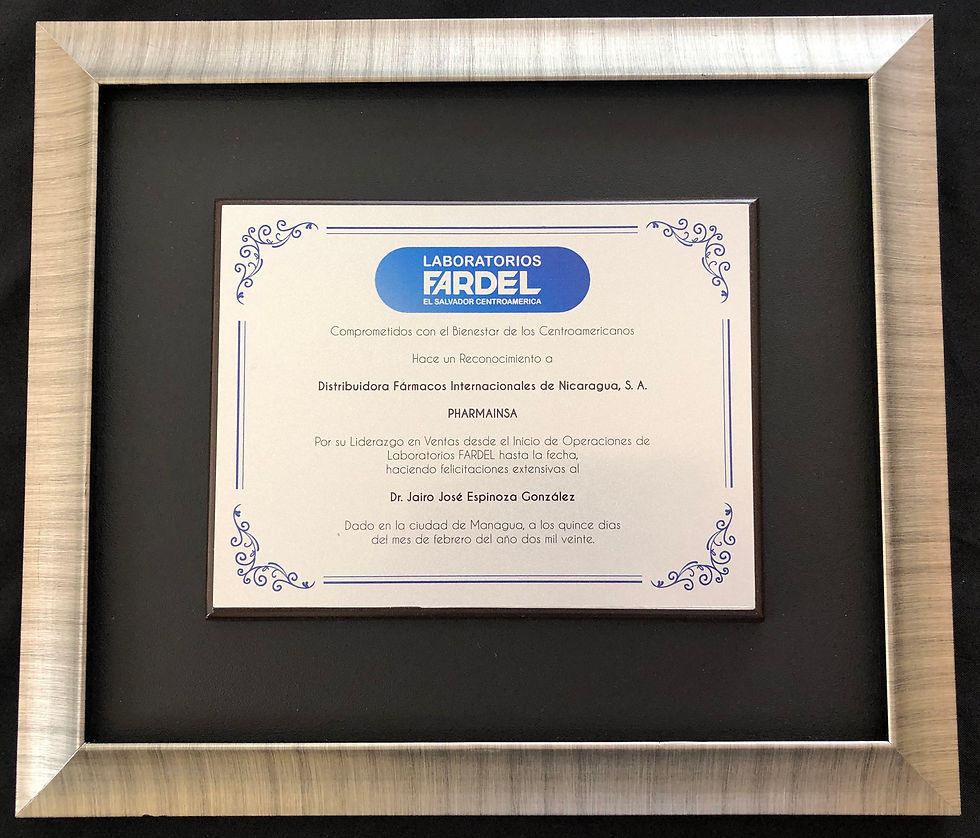 LABORATORIOS
FARDEL
EL SALVADOR CENTROAMERICA
Comprometidos con el Bienestar de los Centroamericanos
Hace un Reconocimiento a
Distribuidora Fármacos Internacionales de Nicaragua, S. A.
PHARMAINSA
Por su Liderazgo en Ventas desde el Inicio de Operaciones de
Laboratorios FARDEL hasta la fecha,
haciendo felicitaciones extensivas al
Dr. Jairo José Espinoza González
Dado en la ciudad de Managua, a los quince dias
del mes de febrero del año dos mil veinte.